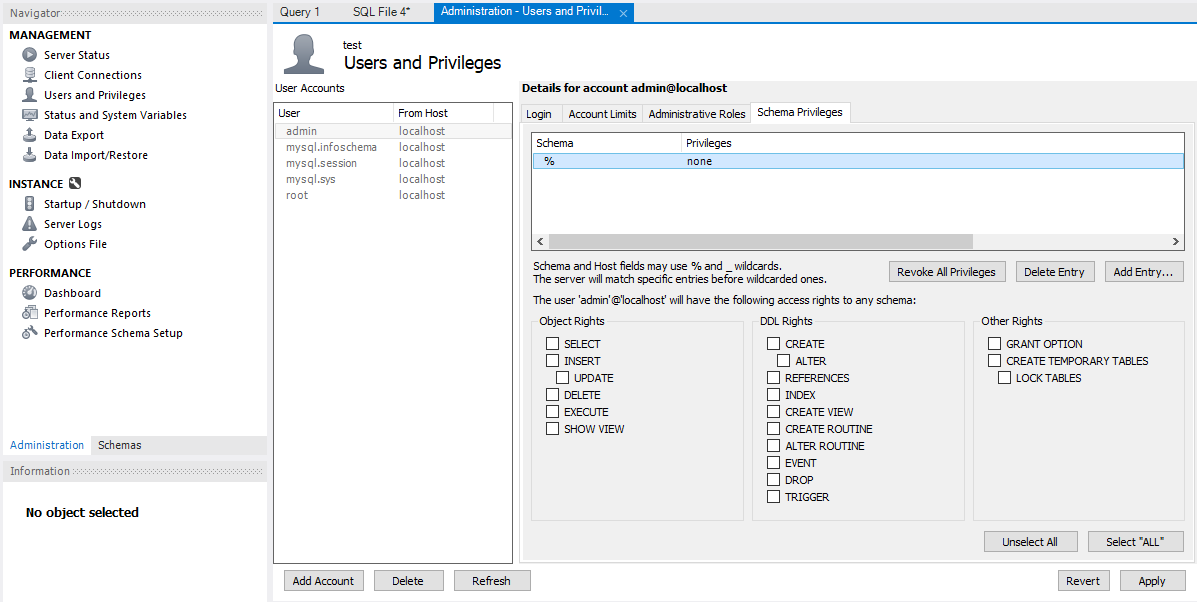 Navigator
MANAGEMENT
Server Status
Client Connections
Users and Privileges
Status and System Variables
Data Export
Data Import/Restore
INSTANCE
Startup / Shutdown
Server Logs
Options File
PERFORMANCE
Dashboard
Performance Reports
Performance Schema Setup
Administration Schemas
Information
No object selected
Query 1 SQL File 4* Administration - Users and Privil...
test
Users and Privileges
User Accounts
User From Host
admin localhost
mysql.infoschema localhost
mysql.session localhost
mysql.sys localhost
root localhost
Add Account Delete Refresh
Details for account admin@localhost
Login Account Limits Administrative Roles Schema Privileges
Schema Privileges
% none
Schema and Host fields may use % and _ wildcards.
The server will match specific entries before wildcarded ones.
Revoke All Privileges Delete Entry Add Entry...
The user 'admin'@'localhost' will have the following access rights to any schema:
Object Rights
SELECT
INSERT
UPDATE
DELETE
EXECUTE
SHOW VIEW
DDL Rights
CREATE
ALTER
REFERENCES
INDEX
CREATE VIEW
CREATE ROUTINE
ALTER ROUTINE
EVENT
DROP
TRIGGER
Other Rights
GRANT OPTION
CREATE TEMPORARY TABLES
LOCK TABLES
Unselect All Select "ALL"
Revert Apply